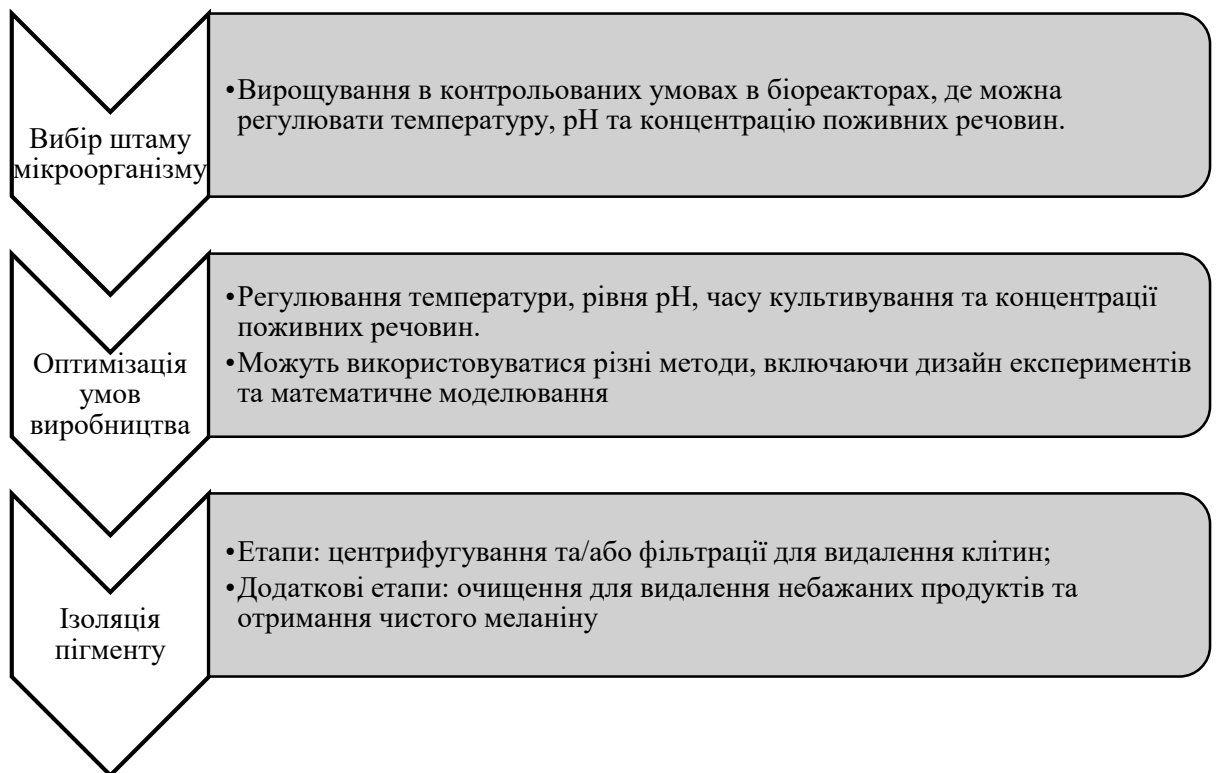 Вибір штаму
мікроорганізму
•Вирощування в контрольованих умовах в біореакторах, де можна
регулювати температуру, pH та концентрацію поживних речовин.
Оптимізація
умов
виробництва
•Регулювання температури, рівня pH, часу культивування та концентрації
поживних речовин.
•Можуть використовуватися різні методи, включаючи дизайн експериментів
та математичне моделювання
Ізоляція
пігменту
•Етапи: центрифугування та/або фільтрації для видалення клітин;
•Додаткові етапи: очищення для видалення небажаних продуктів та
отримання чистого меланіну